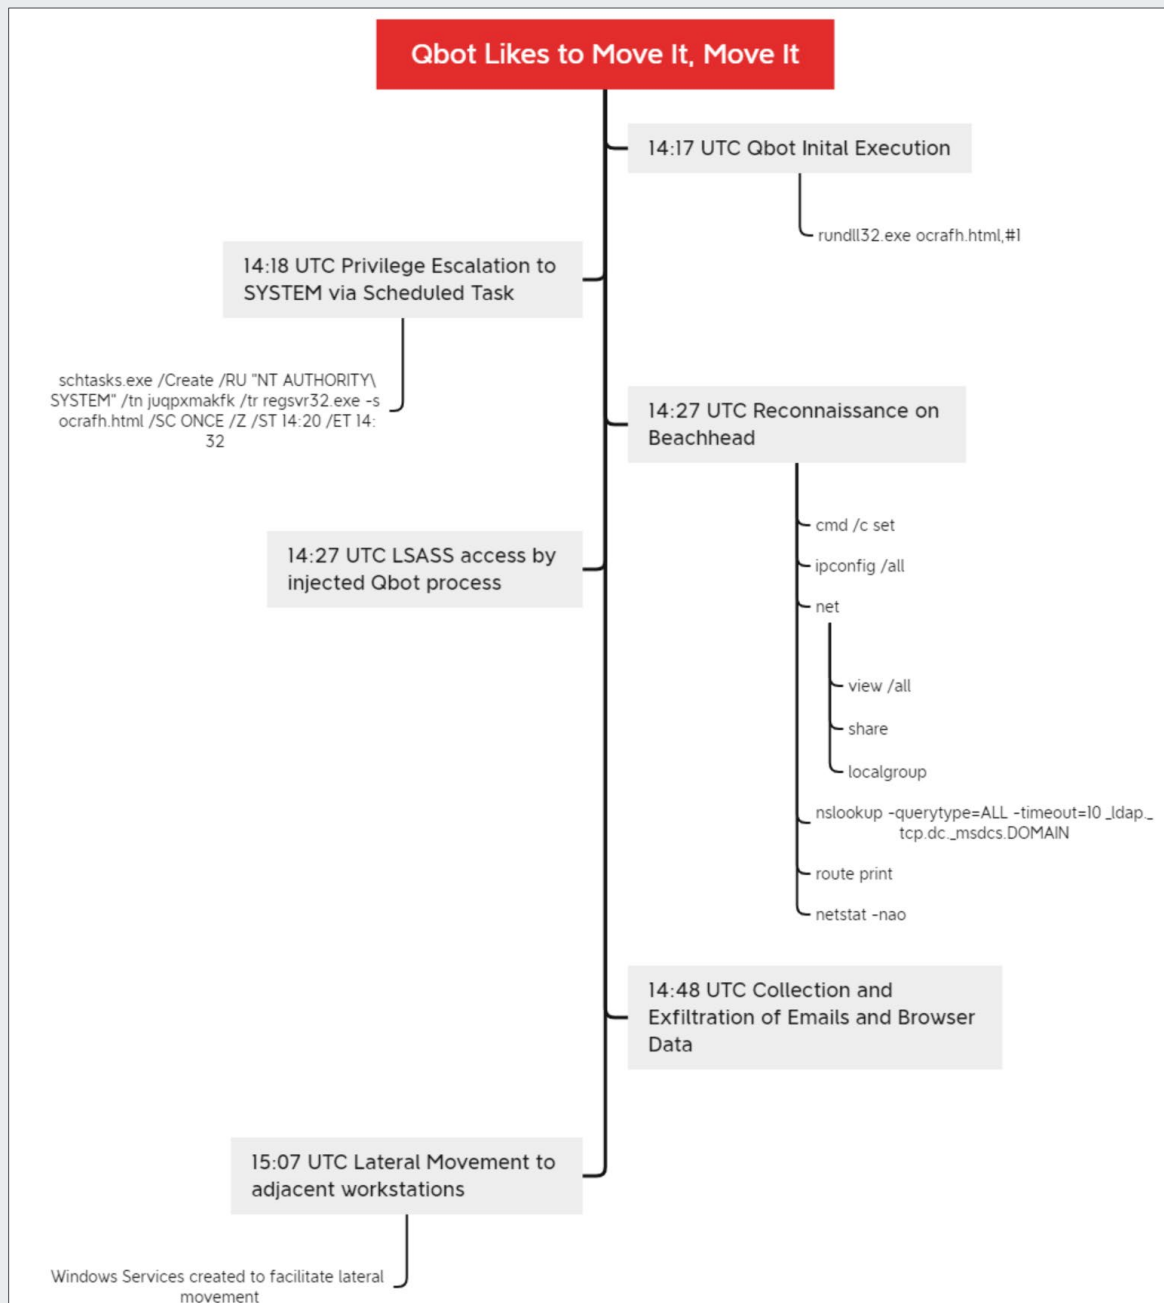 Qbot Likes to Move It, Move It
14:17 UTC Qbot Inital Execution
rundll32.exe ocrafh.html,#1
14:18 UTC Privilege Escalation to
SYSTEM via Scheduled Task
schtasks.exe /Create /RU "NT AUTHORITY\
SYSTEM" /tn juqpxmakfk /tr regsvr32.exe -s
ocrafh.html /SC ONCE /Z /ST 14:20 /ET 14:
32
14:27 UTC Reconnaissance on
Beachhead
cmd /c set
ipconfig /all
net
view /all
share
localgroup
nslookup -querytype=ALL -timeout=10 _ldap._
tcp.dc._msdcs.DOMAIN
route print
netstat -nao
14:27 UTC LSASS access by
injected Qbot process
14:48 UTC Collection and
Exfiltration of Emails and Browser
Data
15:07 UTC Lateral Movement to
adjacent workstations
Windows Services created to facilitate lateral
movement